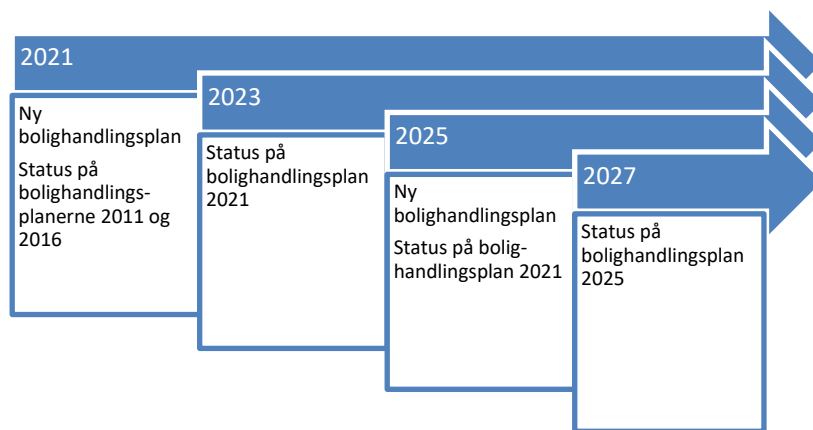 2021
Ny
bolighandlingsplan
Status på
bolighandlings-
planerne 2011 og
2016
2023
Status på
bolighandlingsplan
2021
2025
Ny
bolighandlingsplan
Status på bolig-
handlingsplan 2021
2027
Status på
bolighandlingsplan
2025